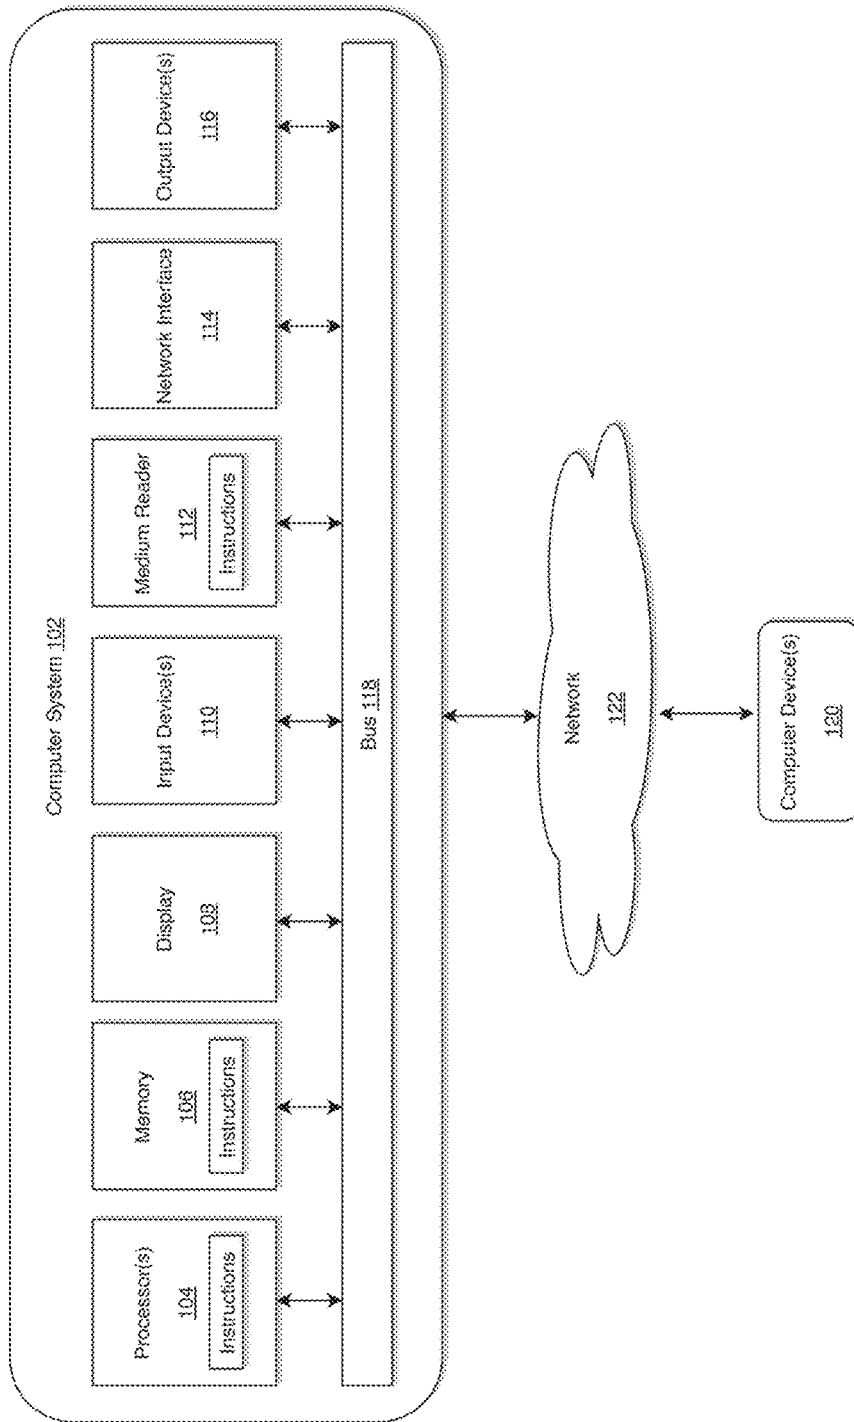 Computer System 102
Processor(s)
104
Instructions
Memory
106
Instructions
Display
108
Input Device(s)
110
Medium Reader
112
Instructions
Network Interface
114
Output Device(s)
116
Bus 118
Network
122
Computer Device(s)
120